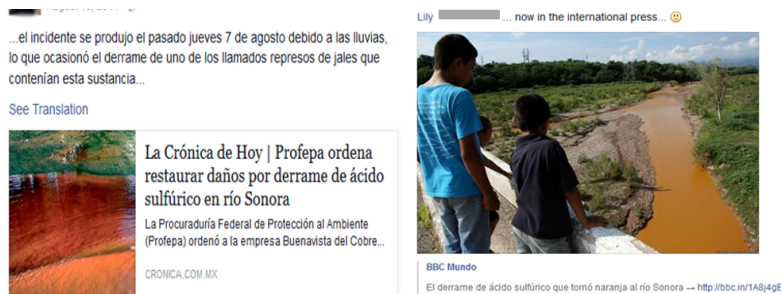 ...el incidente se produjo el pasado jueves 7 de agosto debido a las lluvias,
lo que ocasionó el derrame de uno de los llamados represos de jales que
contenían esta sustancia...
See Translation
La Crónica de Hoy | Profepa ordena
restaurar daños por derrame de ácido
sulfúrico en río Sonora
La Procuraduría Federal de Protección al Ambiente
(Profepa) ordenó a la empresa Buenavista del Cobre...
CRONICA.COM.MX
Lily ... now in the international press...
BBC Mundo
El derrame de ácido sulfúrico que tornó naranja al río Sonora → http://bbc.in/1A8j4gE